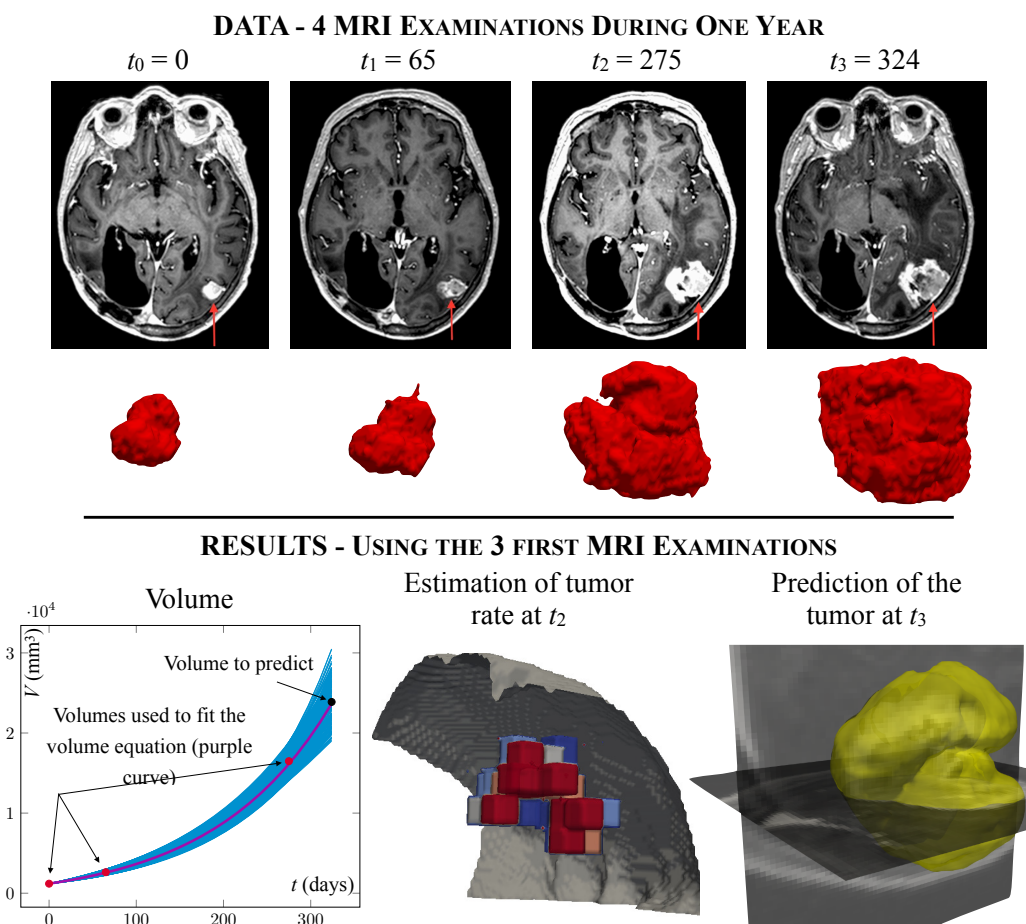 DATA - 4 MRI EXAMINATIONS DURING ONE YEAR
t₀ = 0
t₁ = 65
t₂ = 275
t₃ = 324
RESULTS - USING THE 3 FIRST MRI EXAMINATIONS
Volume
·10⁴
V (mm³)
3
2
1
0
Volume to predict
Volumes used to fit the
volume equation (purple
curve)
t (days)
0
100
200
300
Estimation of tumor
rate at t₂
Prediction of the
tumor at t₃